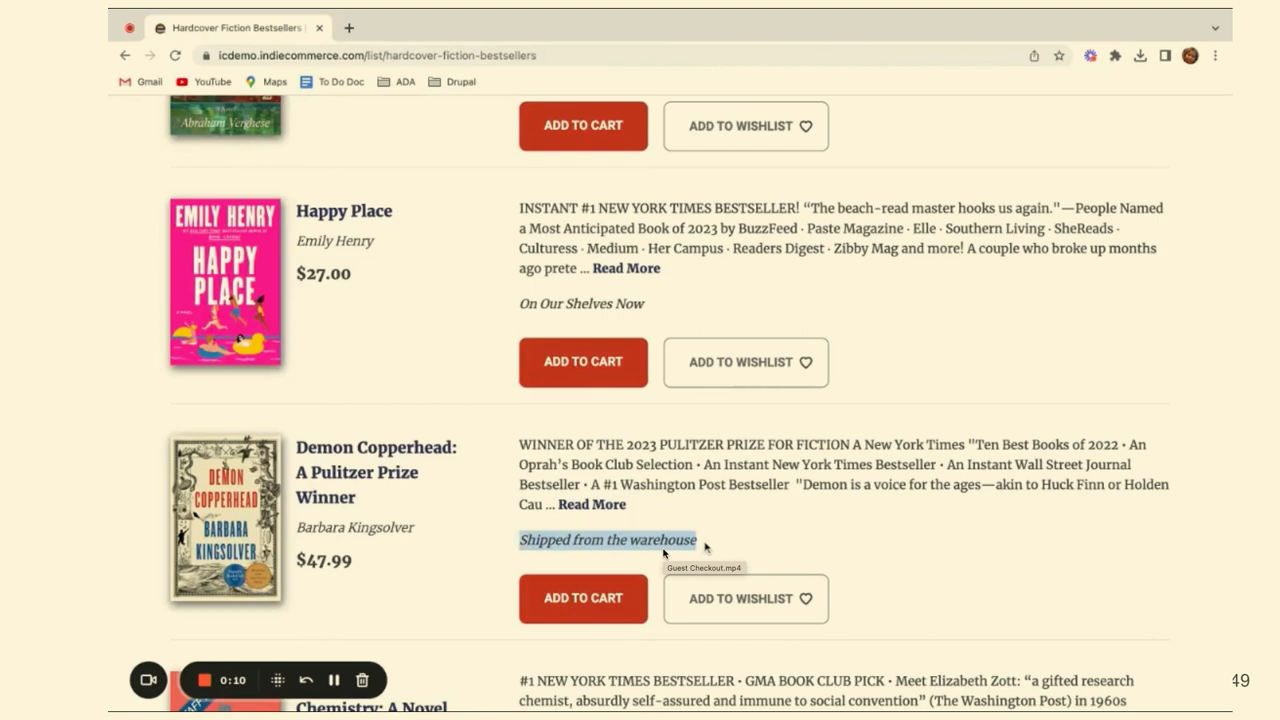 Hardcover Fiction Bestsellers
icdemo.indiecommerce.com/list/hardcover-fiction-bestsellers
Gmail YouTube Maps To Do Doc ADA Drupal
Abraham Verghese
ADD TO CART ADD TO WISHLIST
EMILY HENRY
HAPPY
PLACE
Happy Place
Emily Henry
$27.00
INSTANT #1 NEW YORK TIMES BESTSELLER! “The beach-read master hooks us again."—People Named
a Most Anticipated Book of 2023 by BuzzFeed · Paste Magazine · Elle · Southern Living · SheReads ·
Culturess · Medium · Her Campus · Readers Digest · Zibby Mag and more! A couple who broke up months
ago prete ... Read More
On Our Shelves Now
ADD TO CART ADD TO WISHLIST
DEMON
COPPERHEAD
BARBARA
KINGSOLVER
Demon Copperhead:
A Pulitzer Prize
Winner
Barbara Kingsolver
$47.99
WINNER OF THE 2023 PULITZER PRIZE FOR FICTION A New York Times "Ten Best Books of 2022 • An
Oprah’s Book Club Selection • An Instant New York Times Bestseller • An Instant Wall Street Journal
Bestseller • A #1 Washington Post Bestseller "Demon is a voice for the ages—akin to Huck Finn or Holden
Cau ... Read More
Shipped from the warehouse
Guest Checkout.mp4
ADD TO CART ADD TO WISHLIST
0:10
Chemistry: A Novel
#1 NEW YORK TIMES BESTSELLER • GMA BOOK CLUB PICK • Meet Elizabeth Zott: “a gifted research
chemist, absurdly self-assured and immune to social convention” (The Washington Post) in 1960s
49